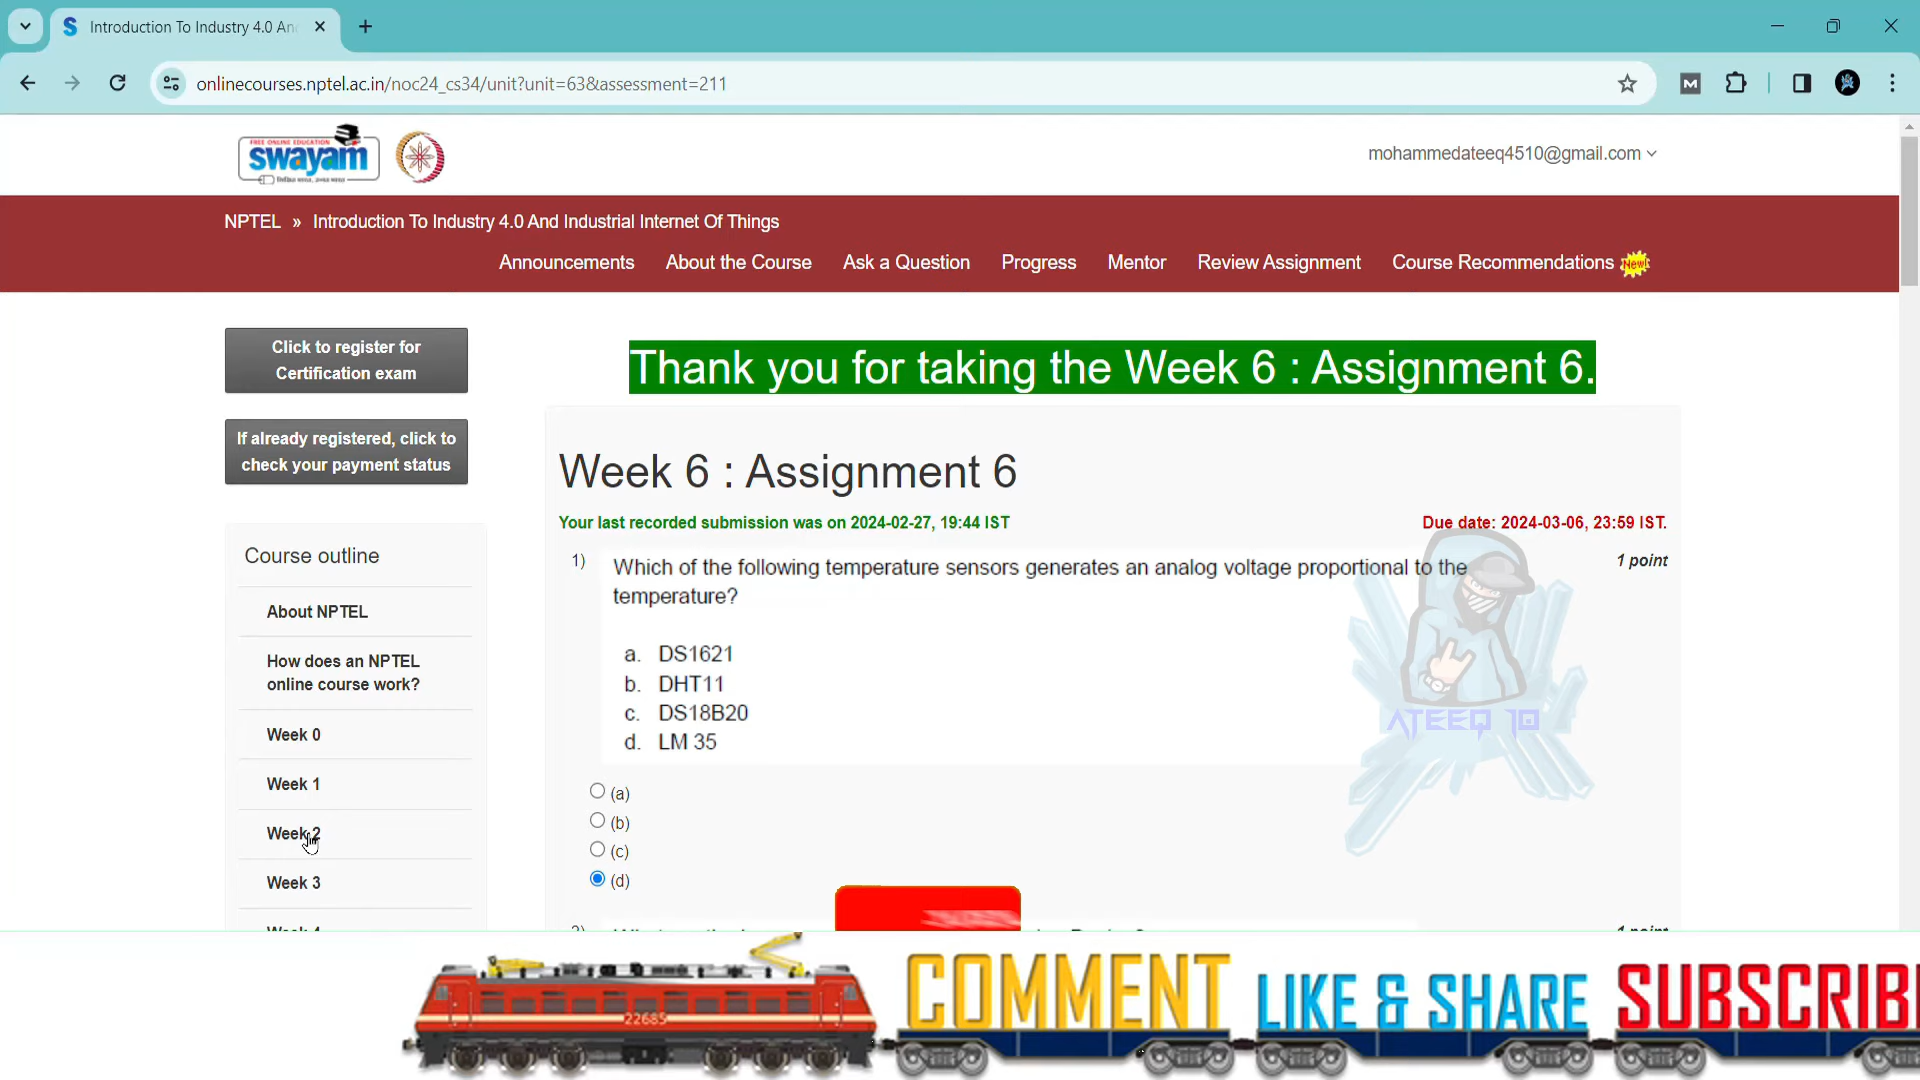 Introduction To Industry 4.0 An
onlinecourses.nptel.ac.in/noc24_cs34/unit?unit=63&assessment=211
FREE ONLINE EDUCATION
swayam
mohammedateeq4510@gmail.com
NPTEL » Introduction To Industry 4.0 And Industrial Internet Of Things
Announcements About the Course Ask a Question Progress Mentor Review Assignment Course Recommendations New!
Click to register for
Certification exam
If already registered, click to
check your payment status
Course outline
About NPTEL
How does an NPTEL
online course work?
Week 0
Week 1
Week 2
Week 3
Thank you for taking the Week 6 : Assignment 6.
Week 6 : Assignment 6
Your last recorded submission was on 2024-02-27, 19:44 IST
Due date: 2024-03-06, 23:59 IST.
1) Which of the following temperature sensors generates an analog voltage proportional to the
temperature?
1 point
a. DS1621
b. DHT11
c. DS18B20
d. LM 35
(a)
(b)
(c)
(d)
ATEEQ 10
22685
COMMENT
LIKE & SHARE
SUBSCRIB